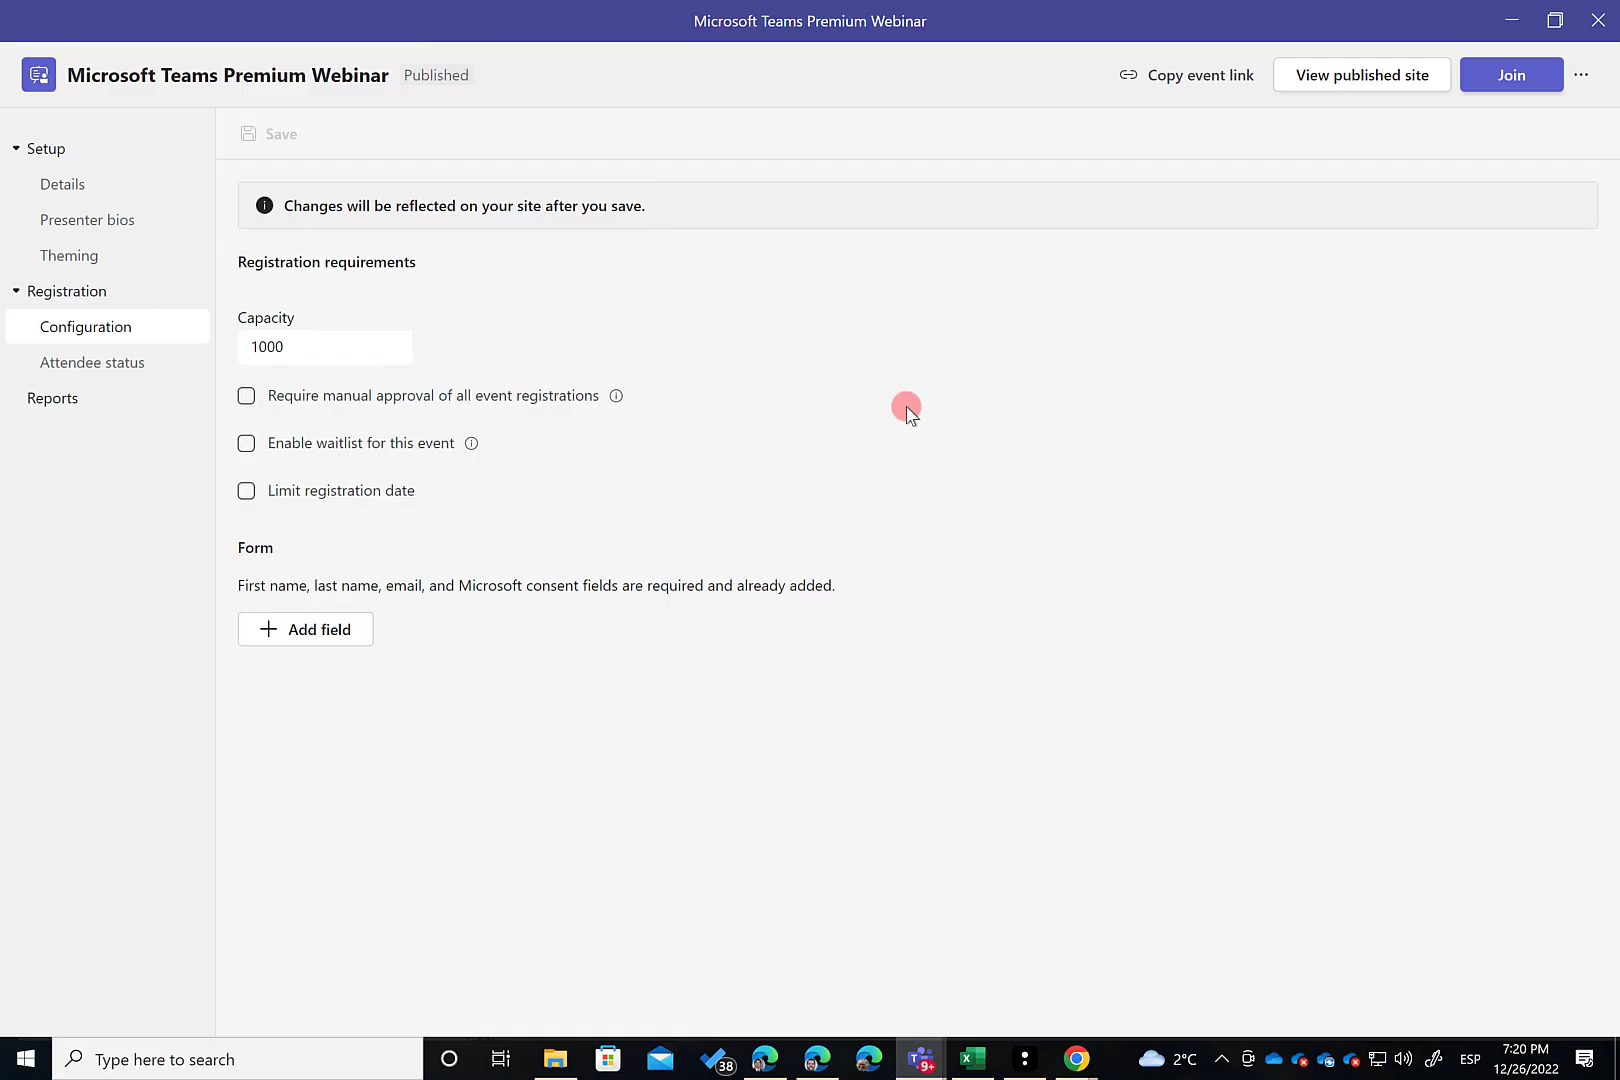 Microsoft Teams Premium Webinar
Microsoft Teams Premium Webinar Published
Copy event link
View published site
Join
Setup
Details
Presenter bios
Theming
Registration
Configuration
Attendee status
Reports
Save
Changes will be reflected on your site after you save.
Registration requirements
Capacity
1000
Require manual approval of all event registrations
Enable waitlist for this event
Limit registration date
Form
First name, last name, email, and Microsoft consent fields are required and already added.
Add field
Type here to search
38
9+
2°C
ESP
7:20 PM
12/26/2022